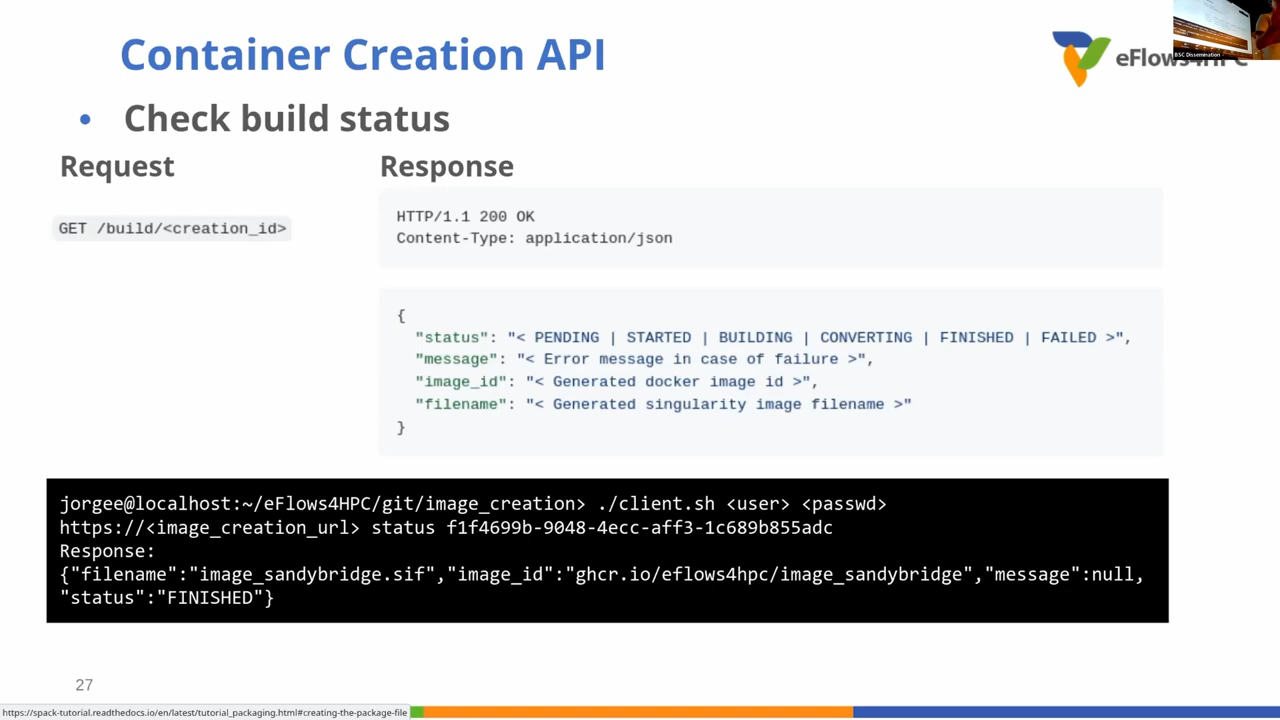 Container Creation API
eFlows4HPC
BSC Dissemination
• Check build status
Request
Response
GET /build/<creation_id>
HTTP/1.1 200 OK
Content-Type: application/json
{
"status": "< PENDING | STARTED | BUILDING | CONVERTING | FINISHED | FAILED >",
"message": "< Error message in case of failure >",
"image_id": "< Generated docker image id >",
"filename": "< Generated singularity image filename >"
}
jorgee@localhost:~/eFlows4HPC/git/image_creation> ./client.sh <user> <passwd>
https://<image_creation_url> status f1f4699b-9048-4ecc-aff3-1c689b855adc
Response:
{"filename":"image_sandybridge.sif","image_id":"ghcr.io/eflows4hpc/image_sandybridge","message":null,
"status":"FINISHED"}
27
https://spack-tutorial.readthedocs.io/en/latest/tutorial_packaging.html#creating-the-package-file